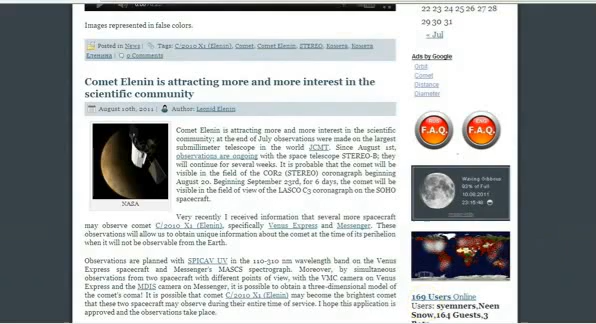 Images represented in false colors.
Posted in News | Tags: C/2010 X1 (Elenin), Comet, Comet Elenin, STEREO, Комета, Комета
Еленина | 0 Comments
Comet Elenin is attracting more and more interest in the
scientific community
August 10th, 2011 | Author: Leonid Elenin
NASA
Comet Elenin is attracting more and more interest in the scientific
community; at the end of July observations were made on the largest
submillimeter telescope in the world JCMT. Since August 1st,
observations are ongoing with the space telescope STEREO-B; they
will continue for several weeks. It is probable that the comet will be
visible in the field of the COR2 (STEREO) coronagraph beginning
August 20. Beginning September 23rd, for 6 days, the comet will be
visible in the field of view of the LASCO C3 coronagraph on the SOHO
spacecraft.
Very recently I received information that several more spacecraft
may observe comet C/2010 X1 (Elenin), specifically Venus Express and Messenger. These
observations will allow us to obtain unique information about the comet at the time of its perihelion
when it will not be observable from the Earth.
Observations are planned with SPICAV UV in the 110-310 nm wavelength band on the Venus
Express spacecraft and Messenger's MASCS spectrograph. Moreover, by simultaneous
observations from two spacecraft with different points of view, with the VMC camera on Venus
Express and the MDIS camera on Messenger, it is possible to obtain a three-dimensional model of
the comet's coma! It is possible that comet C/2010 X1 (Elenin) may become the brightest comet
that these two spacecraft may observe during their entire time of service. I hope this application is
approved and the observations take place.
22 23 24 25 26 27 28
29 30 31
« Jul
Ads by Google
Orbit
Comet
Distance
Diameter
F.A.Q.
F.A.Q.
Waxing Gibbous
92% of Full
169 Users Online
Users: syemners,Neen
Snow,164 Guests,3